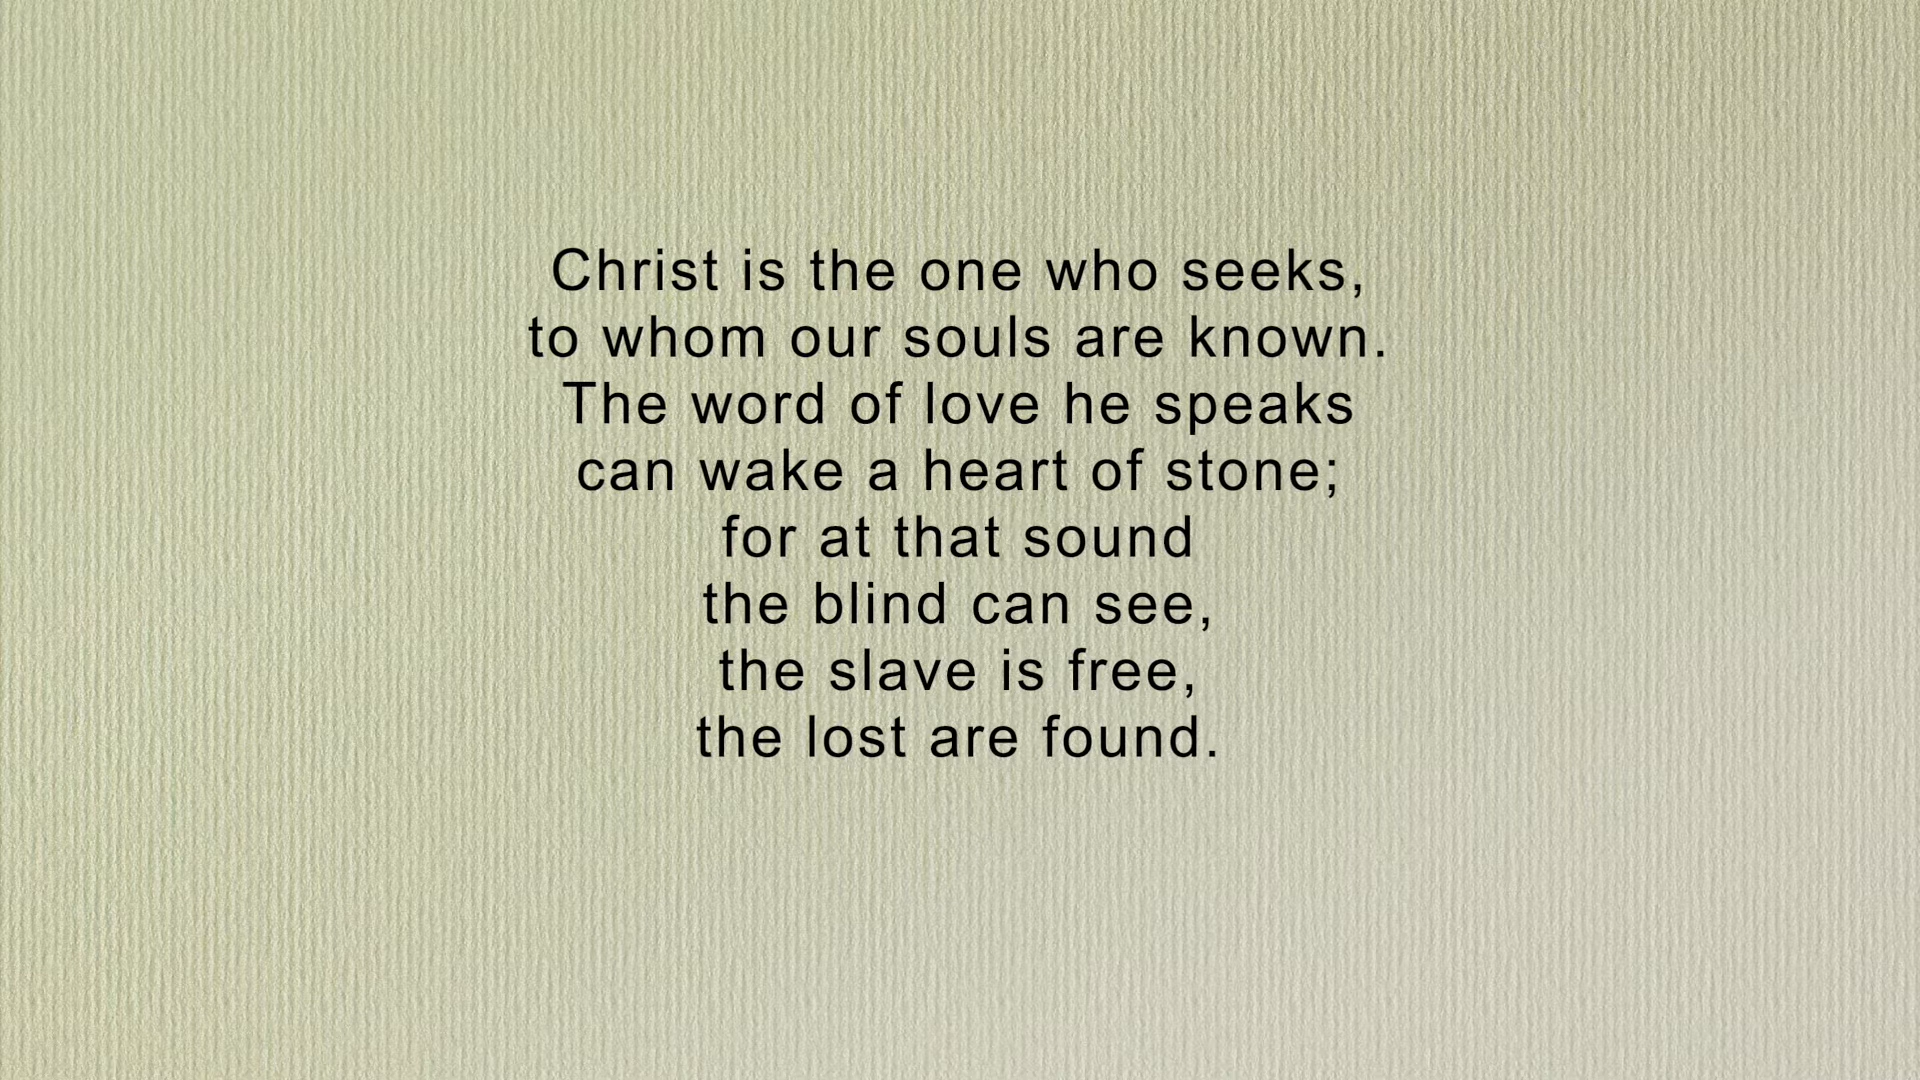 Christ is the one who seeks,
to whom our souls are known.
The word of love he speaks
can wake a heart of stone;
for at that sound
the blind can see,
the slave is free,
the lost are found.